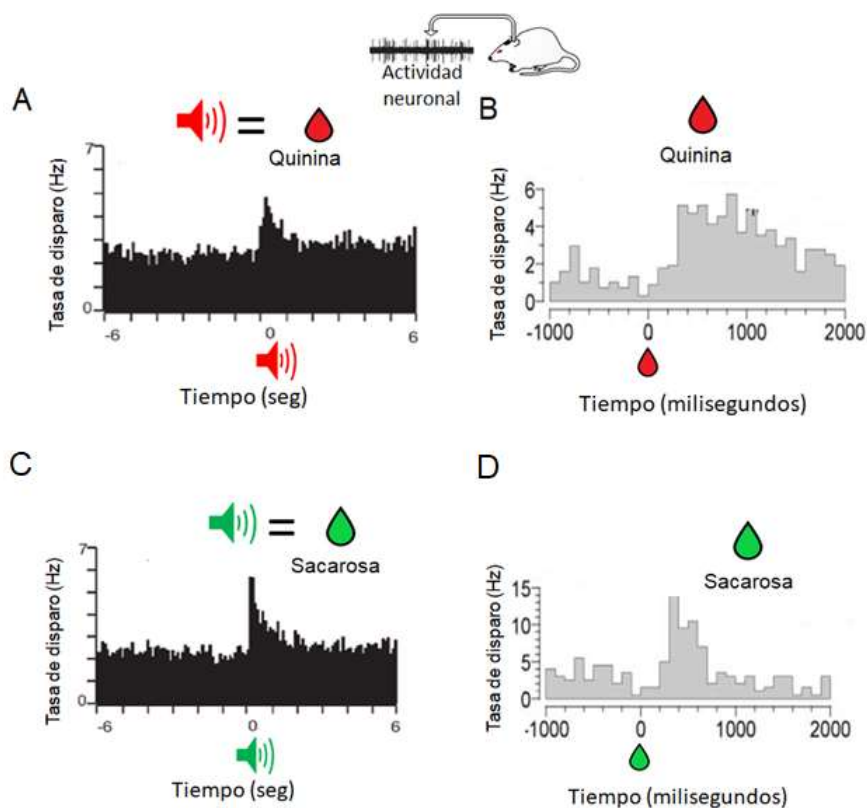 Actividad
neuronal
A
=
Quinina
Tasa de disparo (Hz)
7
0
-6
0
6
Tiempo (seg)
B
Quinina
Tasa de disparo (Hz)
6
4
2
0
-1000
0
1000
2000
Tiempo (milisegundos)
C
=
Sacarosa
Tasa de disparo (Hz)
7
0
-6
0
6
Tiempo (seg)
D
Sacarosa
Tasa de disparo (Hz)
15
10
5
0
-1000
0
1000
2000
Tiempo (milisegundos)